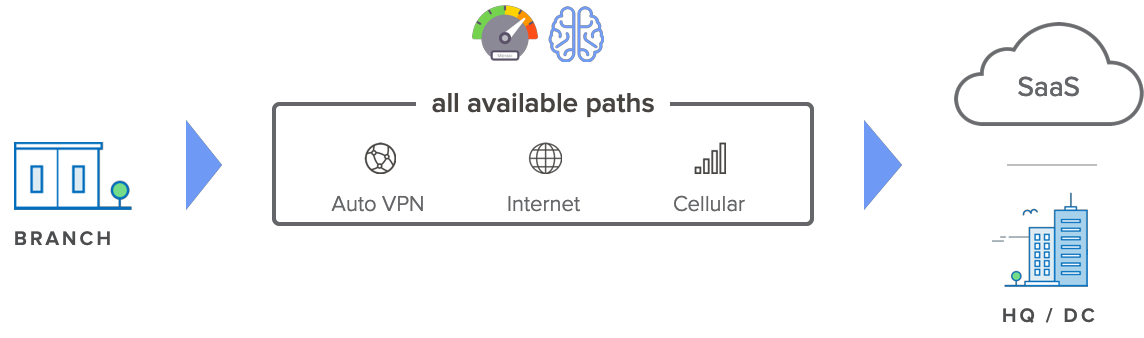 all available paths
SaaS
Auto VPN
Internet
Cellular
BRANCH
HQ / DC